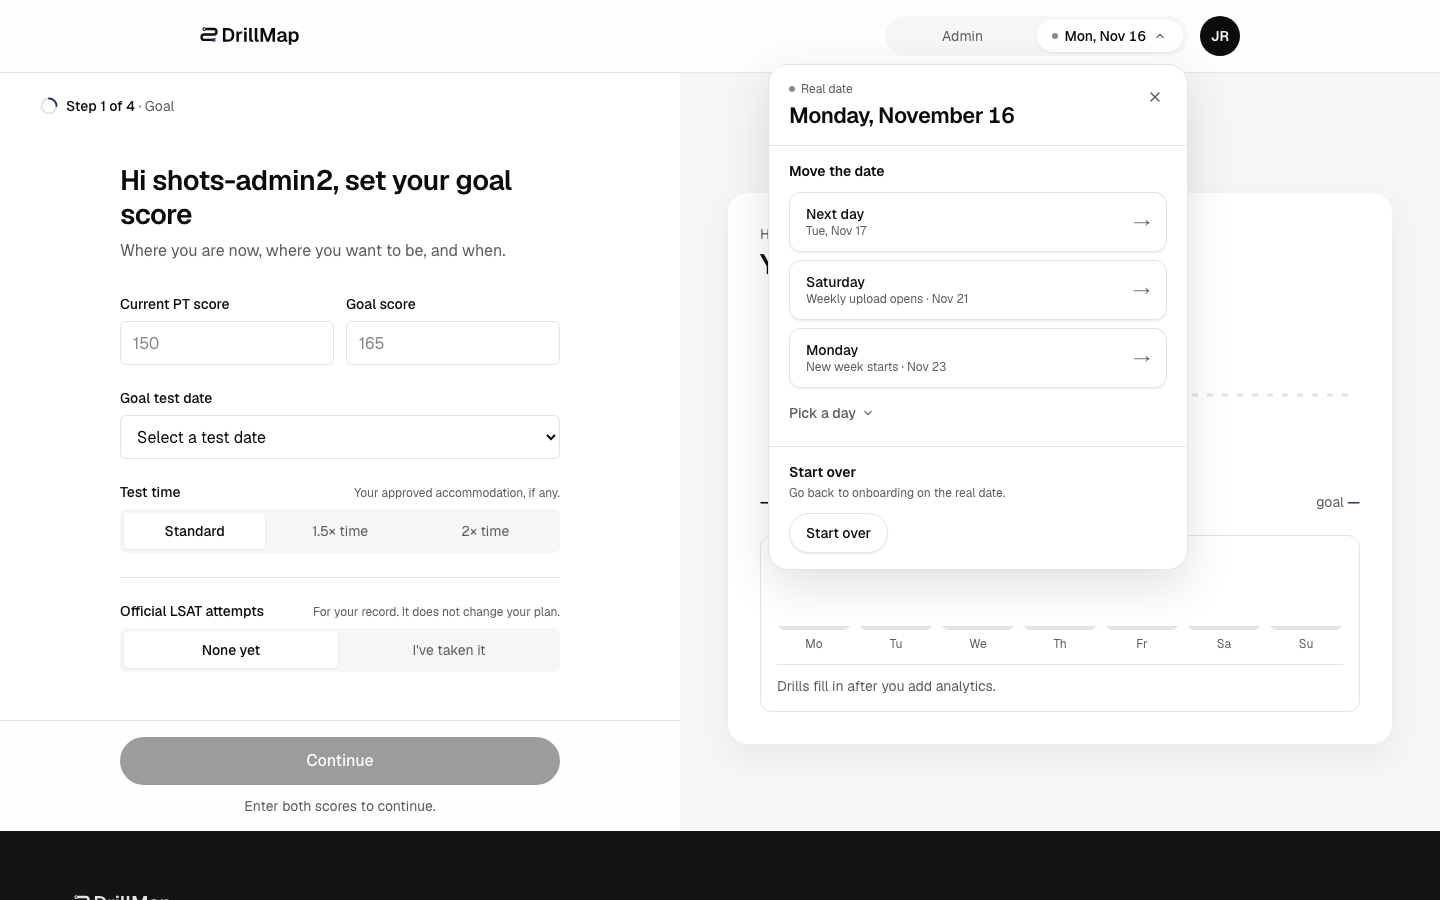 DrillMap
Admin
Mon, Nov 16
JR
Step 1 of 4 · Goal
Hi shots-admin2, set your goal
score
Where you are now, where you want to be, and when.
Current PT score
Goal score
150
165
Goal test date
Select a test date
Test time
Your approved accommodation, if any.
Standard
1.5× time
2× time
Official LSAT attempts
For your record. It does not change your plan.
None yet
I've taken it
Continue
Enter both scores to continue.
Real date
Monday, November 16
Move the date
Next day
Tue, Nov 17
Saturday
Weekly upload opens · Nov 21
Monday
New week starts · Nov 23
Pick a day
Start over
Go back to onboarding on the real date.
Start over
goal
Mo
Tu
We
Th
Fr
Sa
Su
Drills fill in after you add analytics.
DrillMap